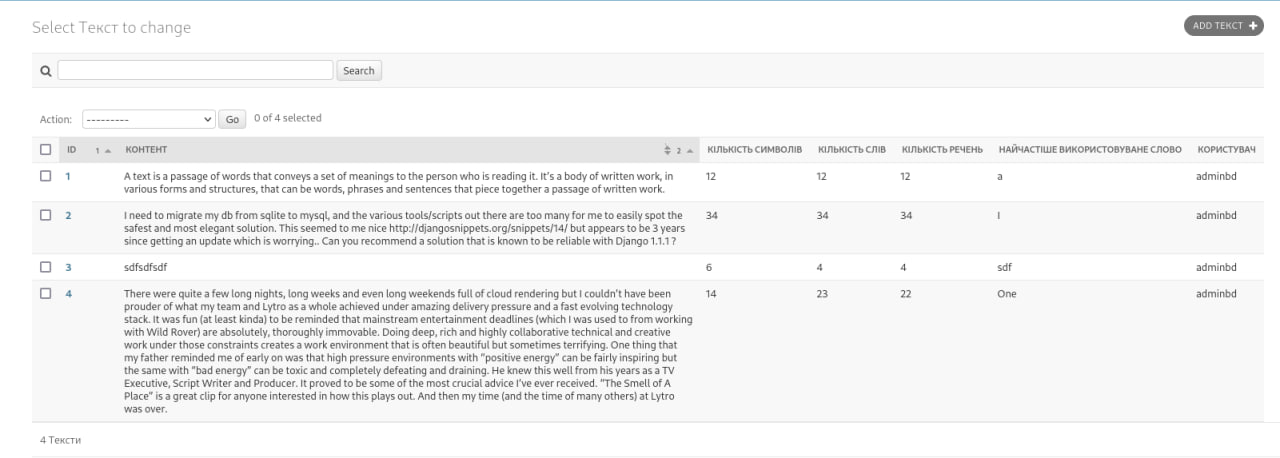 Select Текст to change
ADD ТЕКСТ +
Search
Action: --------- Go 0 of 4 selected
ID 1 КОНТЕНТ 2 КІЛЬКІСТЬ СИМВОЛІВ КІЛЬКІСТЬ СЛІВ КІЛЬКІСТЬ РЕЧЕНЬ НАЙЧАСТІШЕ ВИКОРИСТОВУВАНЕ СЛОВО КОРИСТУВАЧ
1 A text is a passage of words that conveys a set of meanings to the person who is reading it. It's a body of written work, in 12 12 12 a adminbd
various forms and structures, that can be words, phrases and sentences that piece together a passage of written work.
2 I need to migrate my db from sqlite to mysql, and the various tools/scripts out there are too many for me to easily spot the 34 34 34 I adminbd
safest and most elegant solution. This seemed to me nice http://djangosnippets.org/snippets/14/ but appears to be 3 years
since getting an update which is worrying.. Can you recommend a solution that is known to be reliable with Django 1.1.1 ?
3 sdfsdfsdf 6 4 4 sdf adminbd
4 There were quite a few long nights, long weeks and even long weekends full of cloud rendering but I couldn't have been 14 23 22 One adminbd
prouder of what my team and Lytro as a whole achieved under amazing delivery pressure and a fast evolving technology
stack. It was fun (at least kinda) to be reminded that mainstream entertainment deadlines (which I was used to from working
with Wild Rover) are absolutely, thoroughly immovable. Doing deep, rich and highly collaborative technical and creative
work under those constraints creates a work environment that is often beautiful but sometimes terrifying. One thing that
my father reminded me of early on was that high pressure environments with "positive energy" can be fairly inspiring but
the same with "bad energy" can be toxic and completely defeating and draining. He knew this well from his years as a TV
Executive, Script Writer and Producer. It proved to be some of the most crucial advice I've ever received. "The Smell of A
Place" is a great clip for anyone interested in how this plays out. And then my time (and the time of many others) at Lytro
was over.
4 Тексти